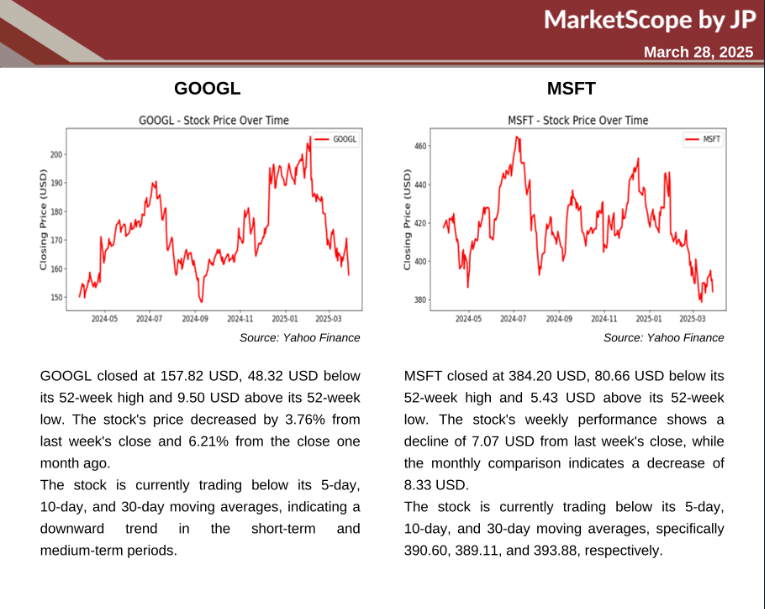 MarketScope by JP
March 28, 2025
GOOGL
GOOGL - Stock Price Over Time
GOOGL
Closing Price (USD)
200
190
180
170
160
150
2024-05 2024-07 2024-09 2024-11 2025-01 2025-03
Source: Yahoo Finance
GOOGL closed at 157.82 USD, 48.32 USD below
its 52-week high and 9.50 USD above its 52-week
low. The stock's price decreased by 3.76% from
last week's close and 6.21% from the close one
month ago.
The stock is currently trading below its 5-day,
10-day, and 30-day moving averages, indicating a
downward trend in the short-term and
medium-term periods.
MSFT
MSFT - Stock Price Over Time
MSFT
Closing Price (USD)
460
440
420
400
380
2024-05 2024-07 2024-09 2024-11 2025-01 2025-03
Source: Yahoo Finance
MSFT closed at 384.20 USD, 80.66 USD below its
52-week high and 5.43 USD above its 52-week
low. The stock's weekly performance shows a
decline of 7.07 USD from last week's close, while
the monthly comparison indicates a decrease of
8.33 USD.
The stock is currently trading below its 5-day,
10-day, and 30-day moving averages, specifically
390.60, 389.11, and 393.88, respectively.